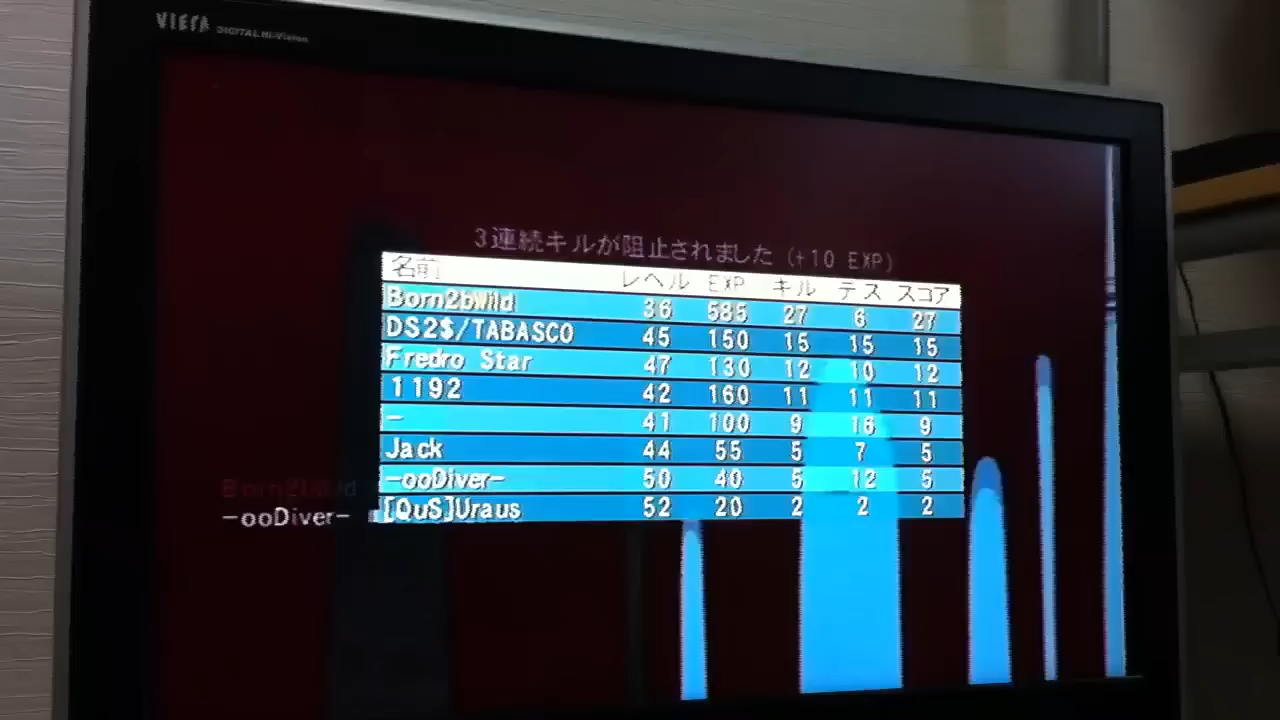 VIERA DIGITAL Hi-Vision
3連続キルが阻止されました (+10 EXP)
名前 レベル EXP キル デス スコア
Born2bWild 36 585 27 6 27
DS2$/TABASCO 45 150 15 15 15
Fredro Star 47 130 12 10 12
1192 42 160 11 11 11
- 41 100 9 16 9
Jack 44 55 5 7 5
-ooDiver- 50 40 5 12 5
[QuS]Uraus 52 20 2 2 2
Born2bWild
-ooDiver-